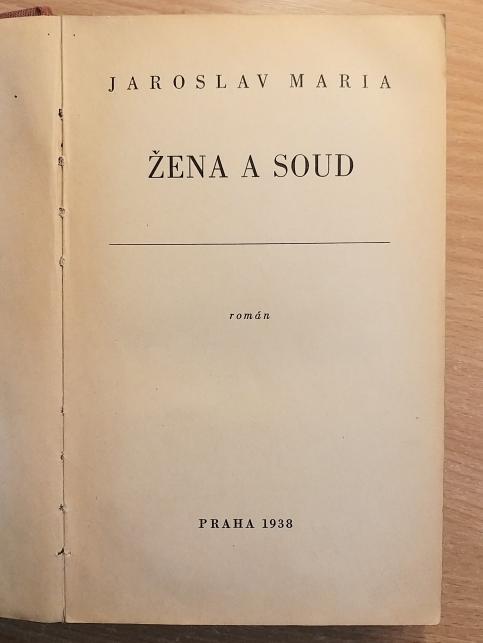 JAROSLAV MARIA
ŽENA A SOUD
román
PRAHA 1938